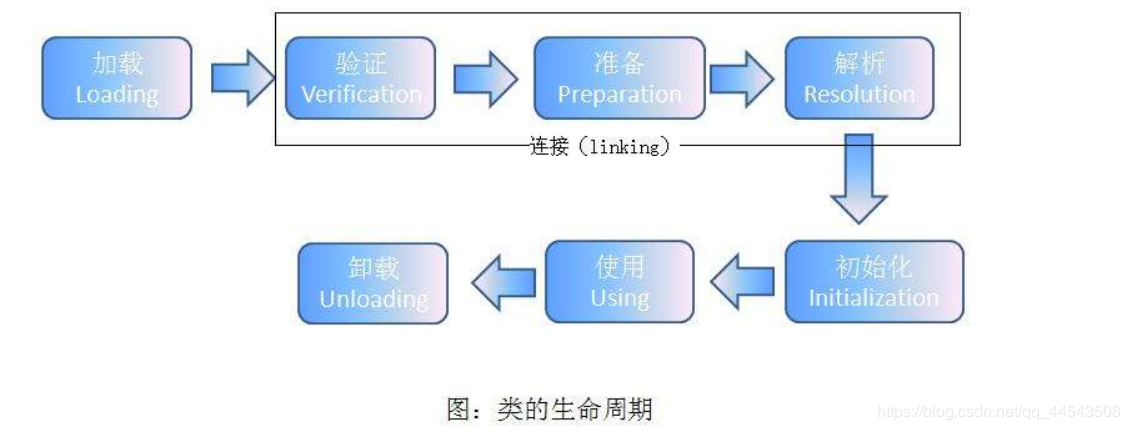 加载
Loading
验证
Verification
准备
Preparation
解析
Resolution
连接（linking）
卸载
Unloading
使用
Using
初始化
Initialization
图：类的生命周期
https://blog.csdn.net/qq_44543508